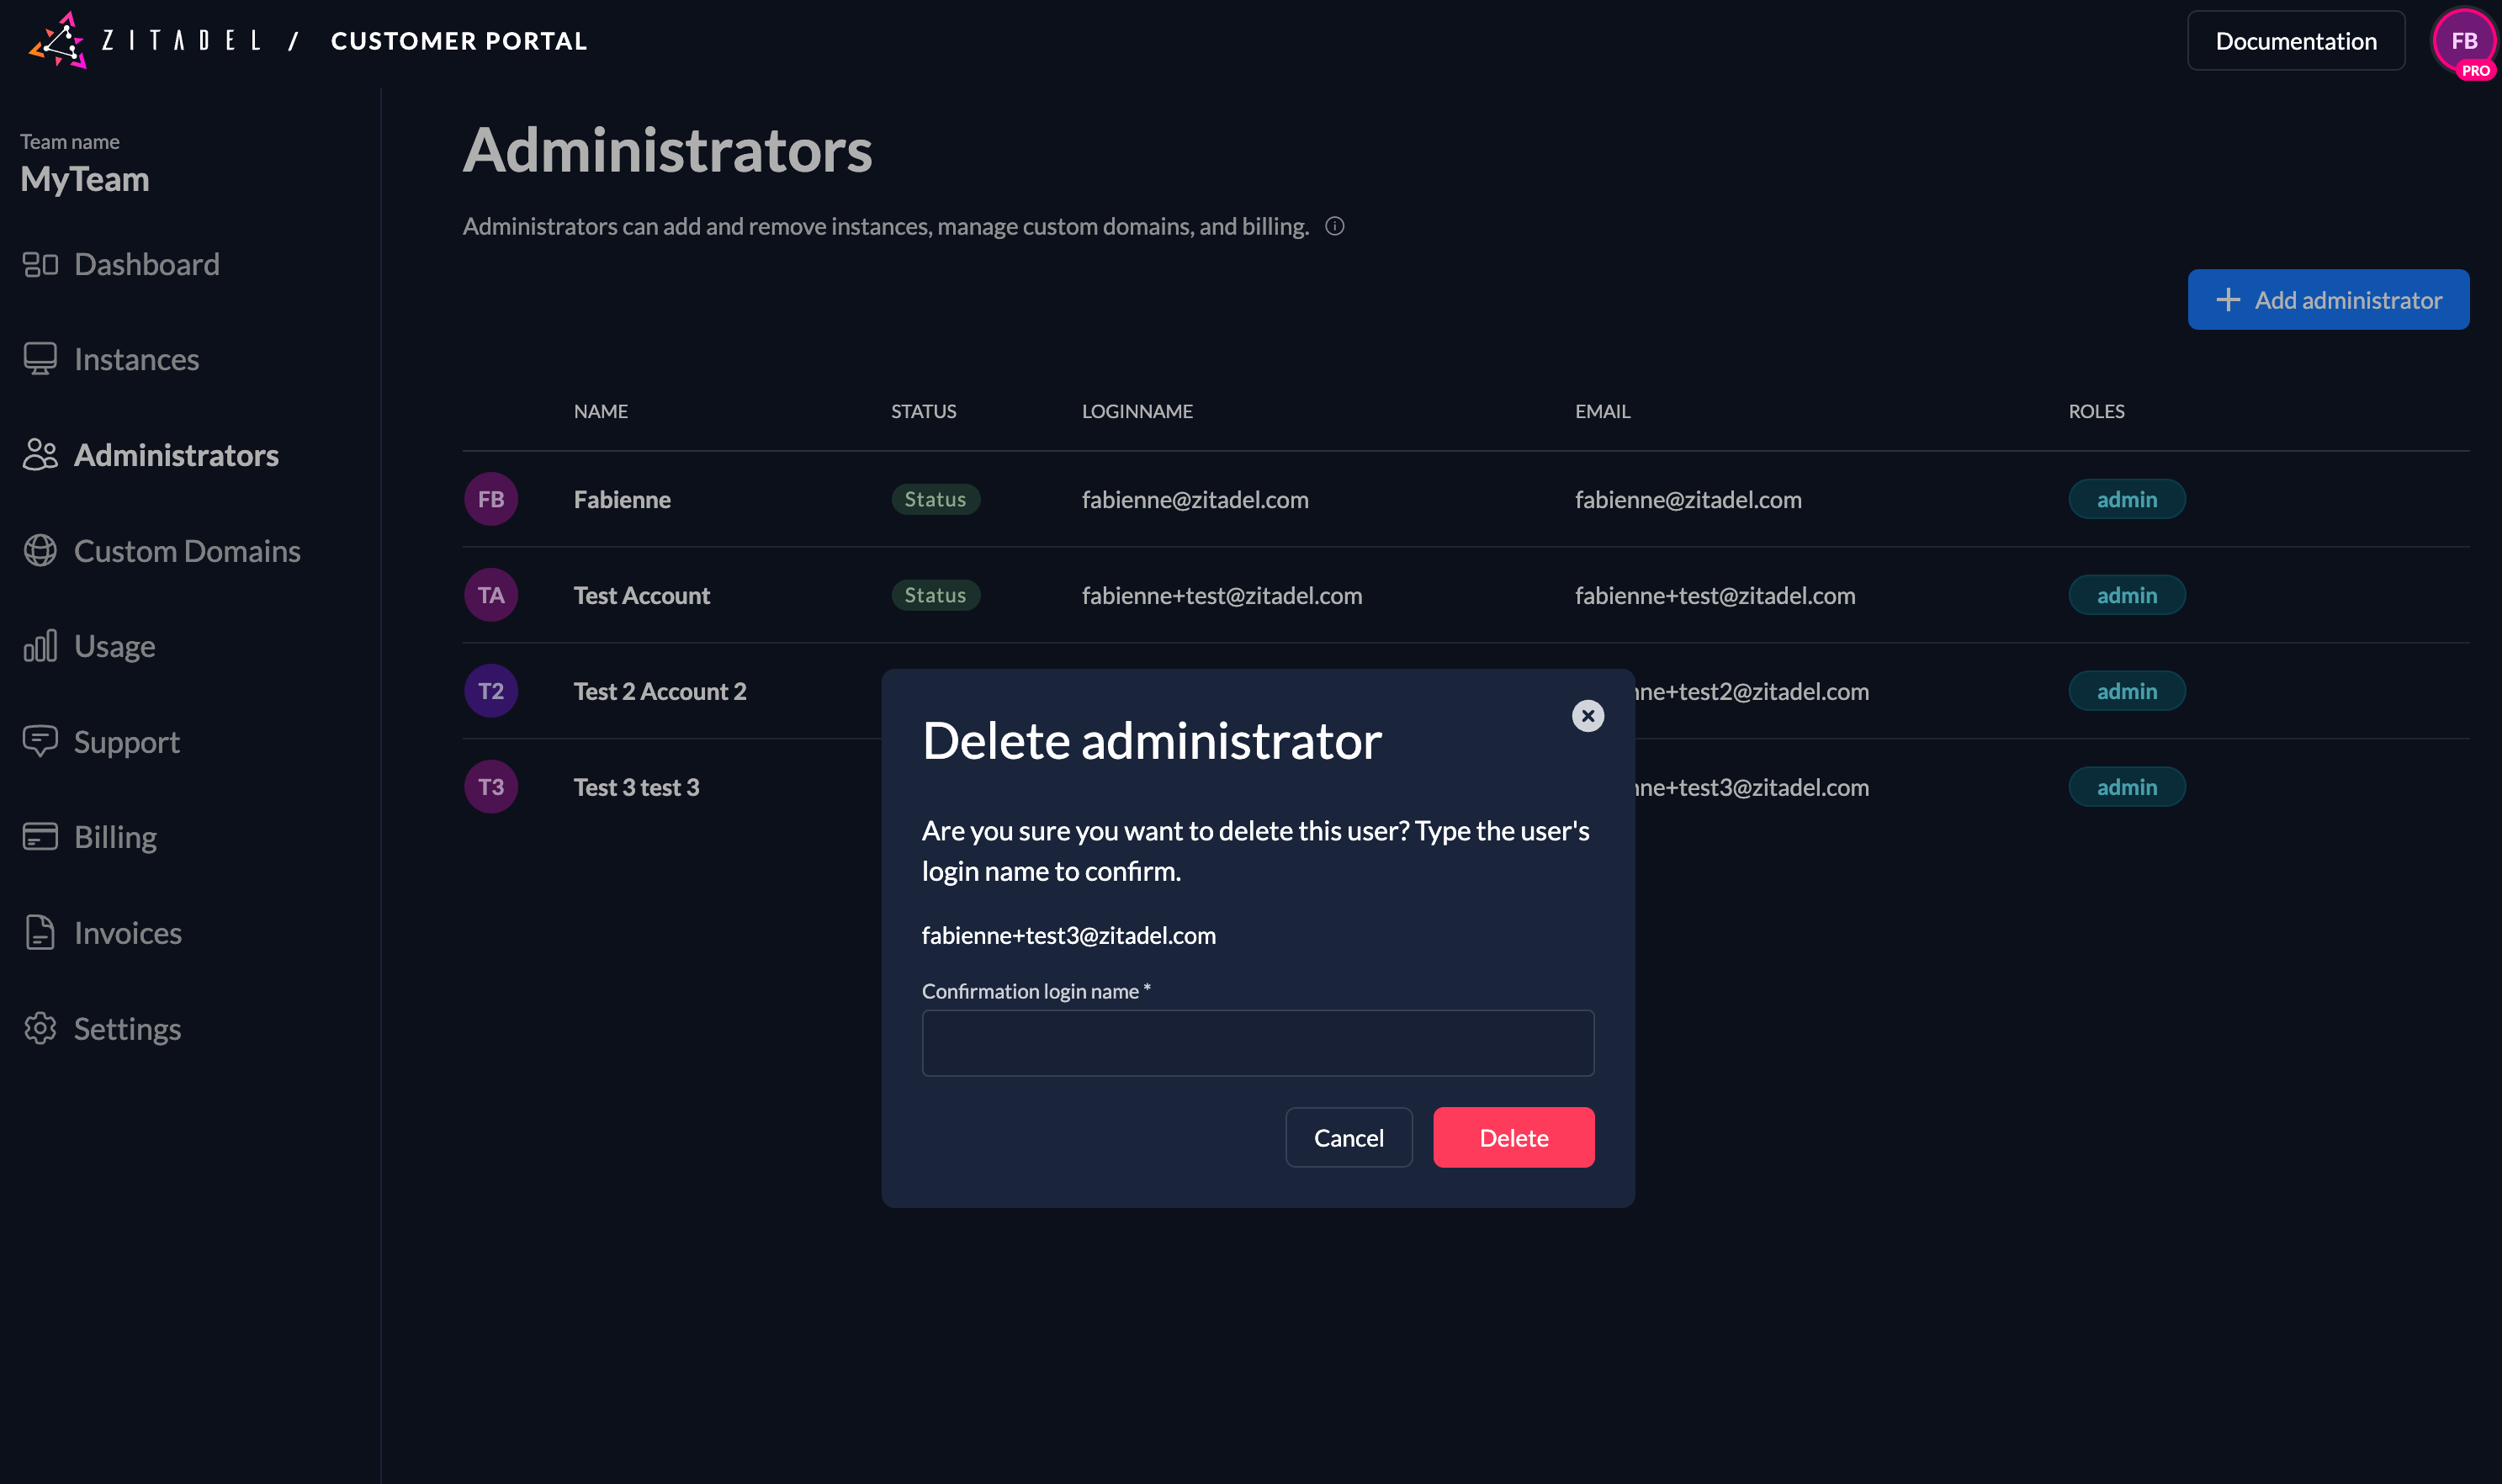 ZITADEL / CUSTOMER PORTAL
Documentation
FB
PRO
Team name
MyTeam
Dashboard
Instances
Administrators
Custom Domains
Usage
Support
Billing
Invoices
Settings
Administrators
Administrators can add and remove instances, manage custom domains, and billing.
Add administrator
NAME STATUS LOGINNAME EMAIL ROLES
FB Fabienne Status fabienne@zitadel.com fabienne@zitadel.com admin
TA Test Account Status fabienne+test@zitadel.com fabienne+test@zitadel.com admin
T2 Test 2 Account 2 nne+test2@zitadel.com admin
T3 Test 3 test 3 nne+test3@zitadel.com admin
Delete administrator
Are you sure you want to delete this user? Type the user's
login name to confirm.
fabienne+test3@zitadel.com
Confirmation login name *
Cancel
Delete